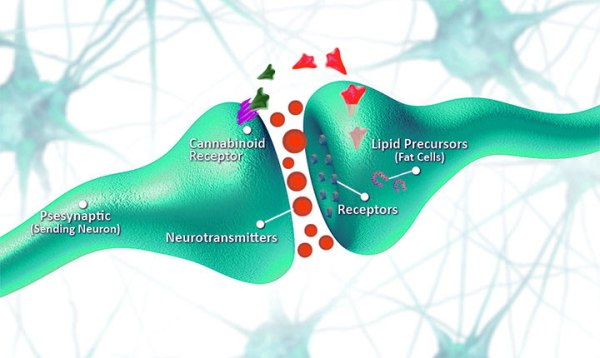 Cannabinoid
Receptor
Lipid Precursors
(Fat Cells)
Psesynaptic
(Sending Neuron)
Receptors
Neurotransmitters